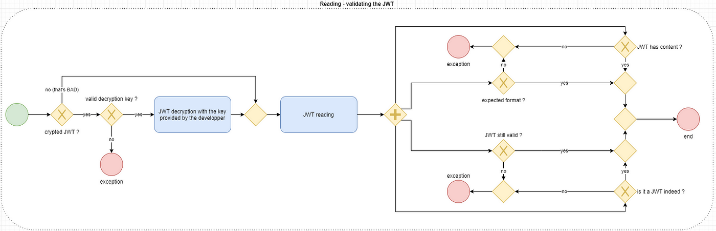 Reading - validating the JWT
no (thats BAD)
crypted JWT ?
yes
valid decryption key ?
yes
no
exception
JWT decryption with the key
provided by the developper
JWT reading
exception
no
JWT has content ?
yes
no
expected format ?
yes
JWT still valid ?
yes
no
exception
no
yes
is it a JWT indeed ?
end